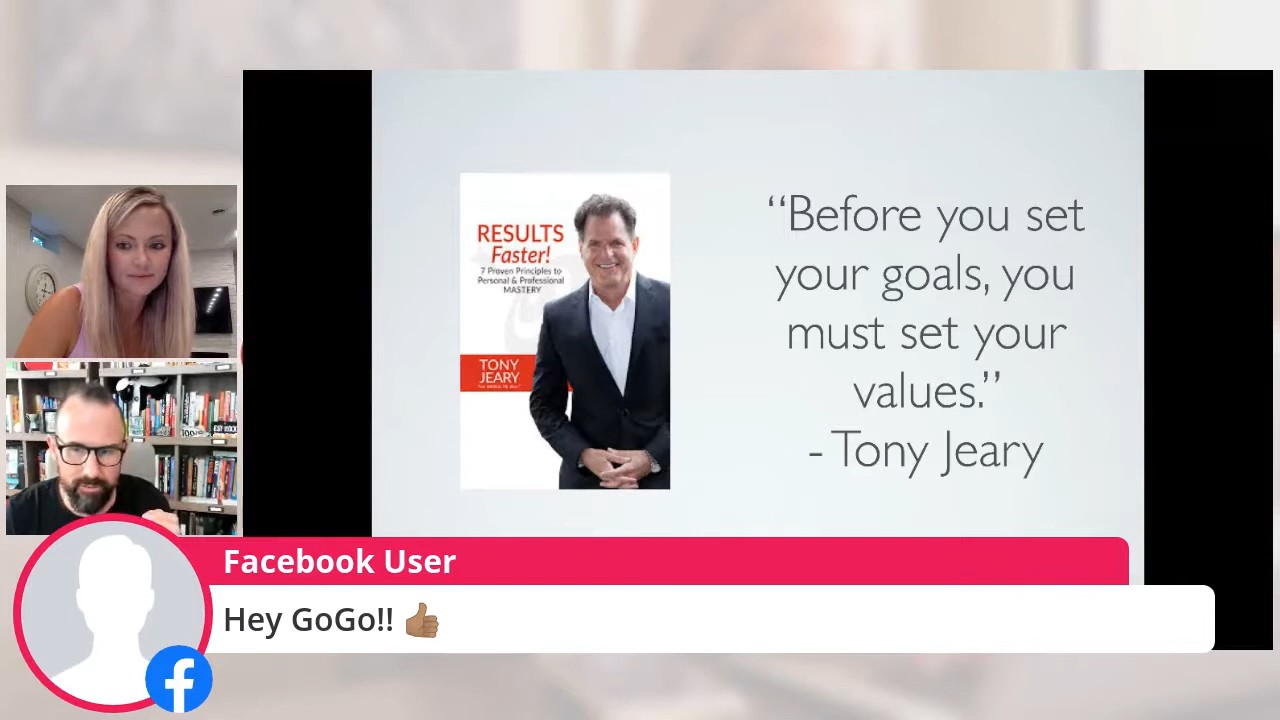 RESULTS
Faster!
7 Proven Principles to
Personal & Professional
MASTERY
TONY
JEARY
“Before you set
your goals, you
must set your
values.”
- Tony Jeary
Facebook User
Hey GoGo!! 👍🏽